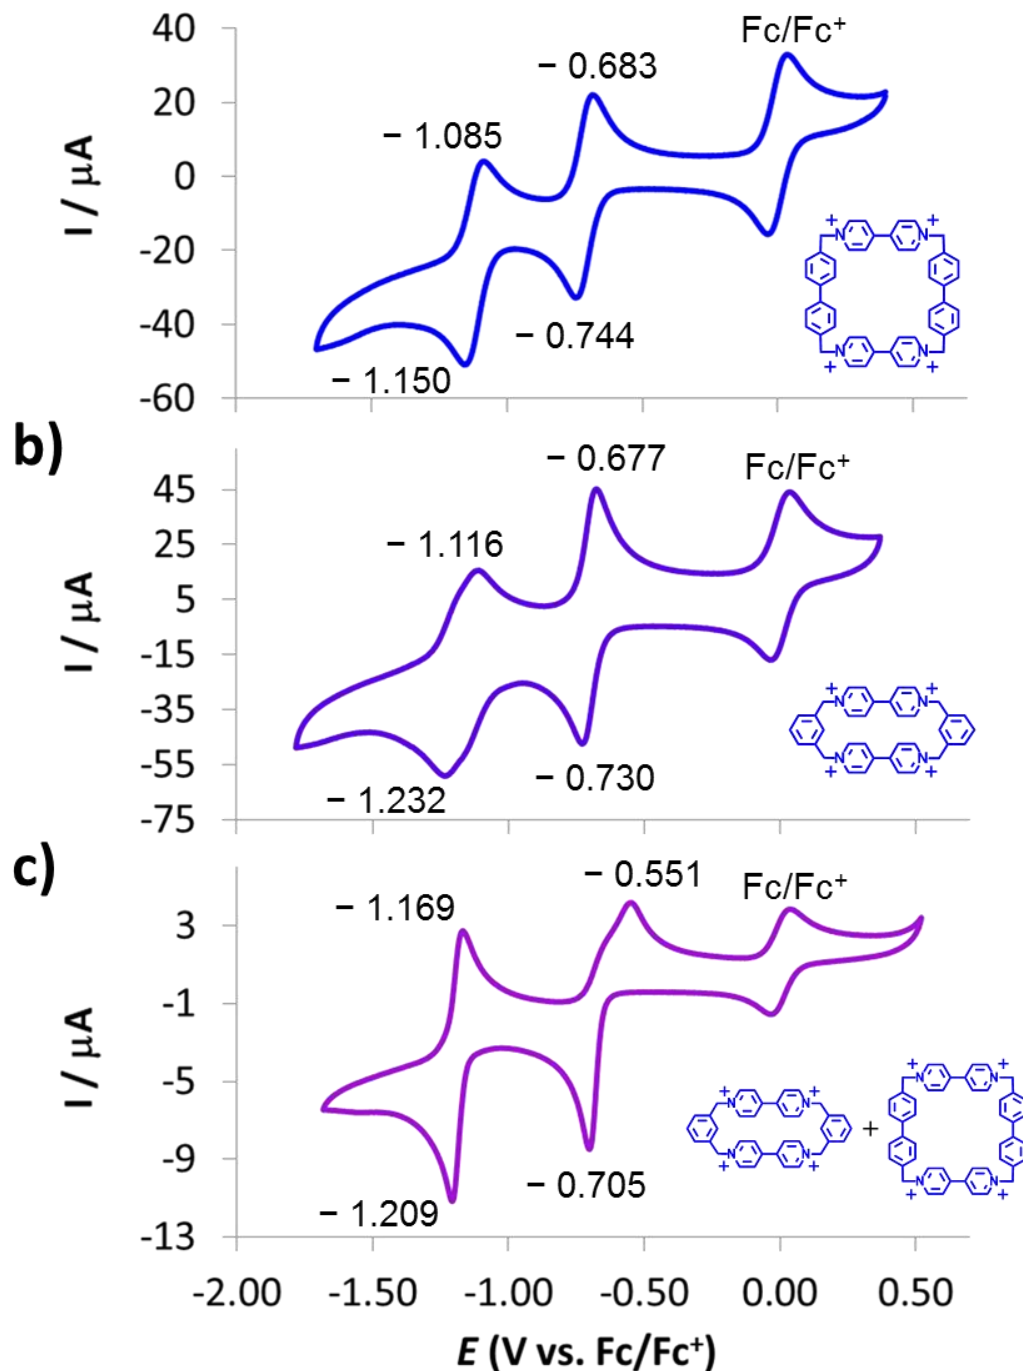 40
20
0
-20
-40
-60
I / µA
− 1.085
− 0.683
Fc/Fc+
− 1.150
− 0.744
+
+
N
N
N
N
+
+
b)
45
25
5
-15
-35
-55
-75
I / µA
− 1.116
− 0.677
Fc/Fc+
− 1.232
− 0.730
+
+
N
N
N
N
+
+
c)
3
-1
-5
-9
-13
I / µA
− 1.169
− 0.551
Fc/Fc+
− 1.209
− 0.705
+
+
N
N
N
N
+
+
+
+
+
N
N
N
N
+
+
-2.00 -1.50 -1.00 -0.50 0.00 0.50
E (V vs. Fc/Fc+)